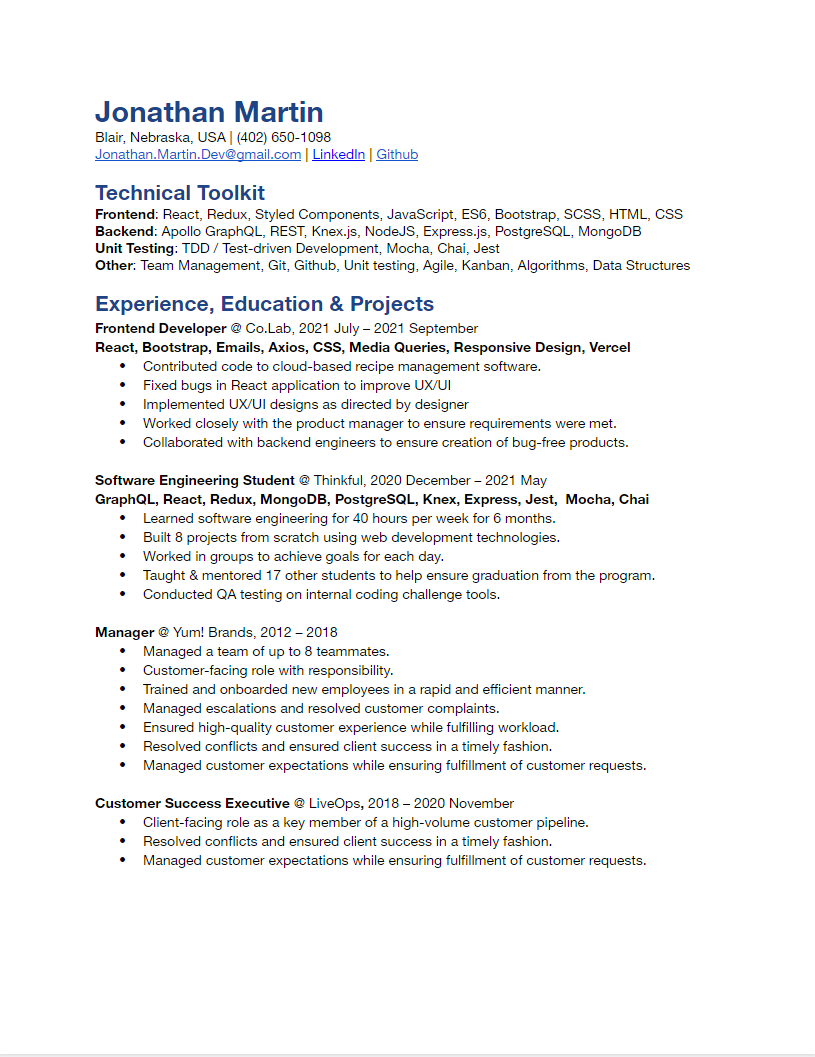 Jonathan Martin
Blair, Nebraska, USA | (402) 650-1098
Jonathan.Martin.Dev@gmail.com | LinkedIn | Github
Technical Toolkit
Frontend: React, Redux, Styled Components, JavaScript, ES6, Bootstrap, SCSS, HTML, CSS
Backend: Apollo GraphQL, REST, Knex.js, NodeJS, Express.js, PostgreSQL, MongoDB
Unit Testing: TDD / Test-driven Development, Mocha, Chai, Jest
Other: Team Management, Git, Github, Unit testing, Agile, Kanban, Algorithms, Data Structures
Experience, Education & Projects
Frontend Developer @ Co.Lab, 2021 July – 2021 September
React, Bootstrap, Emails, Axios, CSS, Media Queries, Responsive Design, Vercel
• Contributed code to cloud-based recipe management software.
• Fixed bugs in React application to improve UX/UI
• Implemented UX/UI designs as directed by designer
• Worked closely with the product manager to ensure requirements were met.
• Collaborated with backend engineers to ensure creation of bug-free products.
Software Engineering Student @ Thinkful, 2020 December – 2021 May
GraphQL, React, Redux, MongoDB, PostgreSQL, Knex, Express, Jest, Mocha, Chai
• Learned software engineering for 40 hours per week for 6 months.
• Built 8 projects from scratch using web development technologies.
• Worked in groups to achieve goals for each day.
• Taught & mentored 17 other students to help ensure graduation from the program.
• Conducted QA testing on internal coding challenge tools.
Manager @ Yum! Brands, 2012 – 2018
• Managed a team of up to 8 teammates.
• Customer-facing role with responsibility.
• Trained and onboarded new employees in a rapid and efficient manner.
• Managed escalations and resolved customer complaints.
• Ensured high-quality customer experience while fulfilling workload.
• Resolved conflicts and ensured client success in a timely fashion.
• Managed customer expectations while ensuring fulfillment of customer requests.
Customer Success Executive @ LiveOps, 2018 – 2020 November
• Client-facing role as a key member of a high-volume customer pipeline.
• Resolved conflicts and ensured client success in a timely fashion.
• Managed customer expectations while ensuring fulfillment of customer requests.